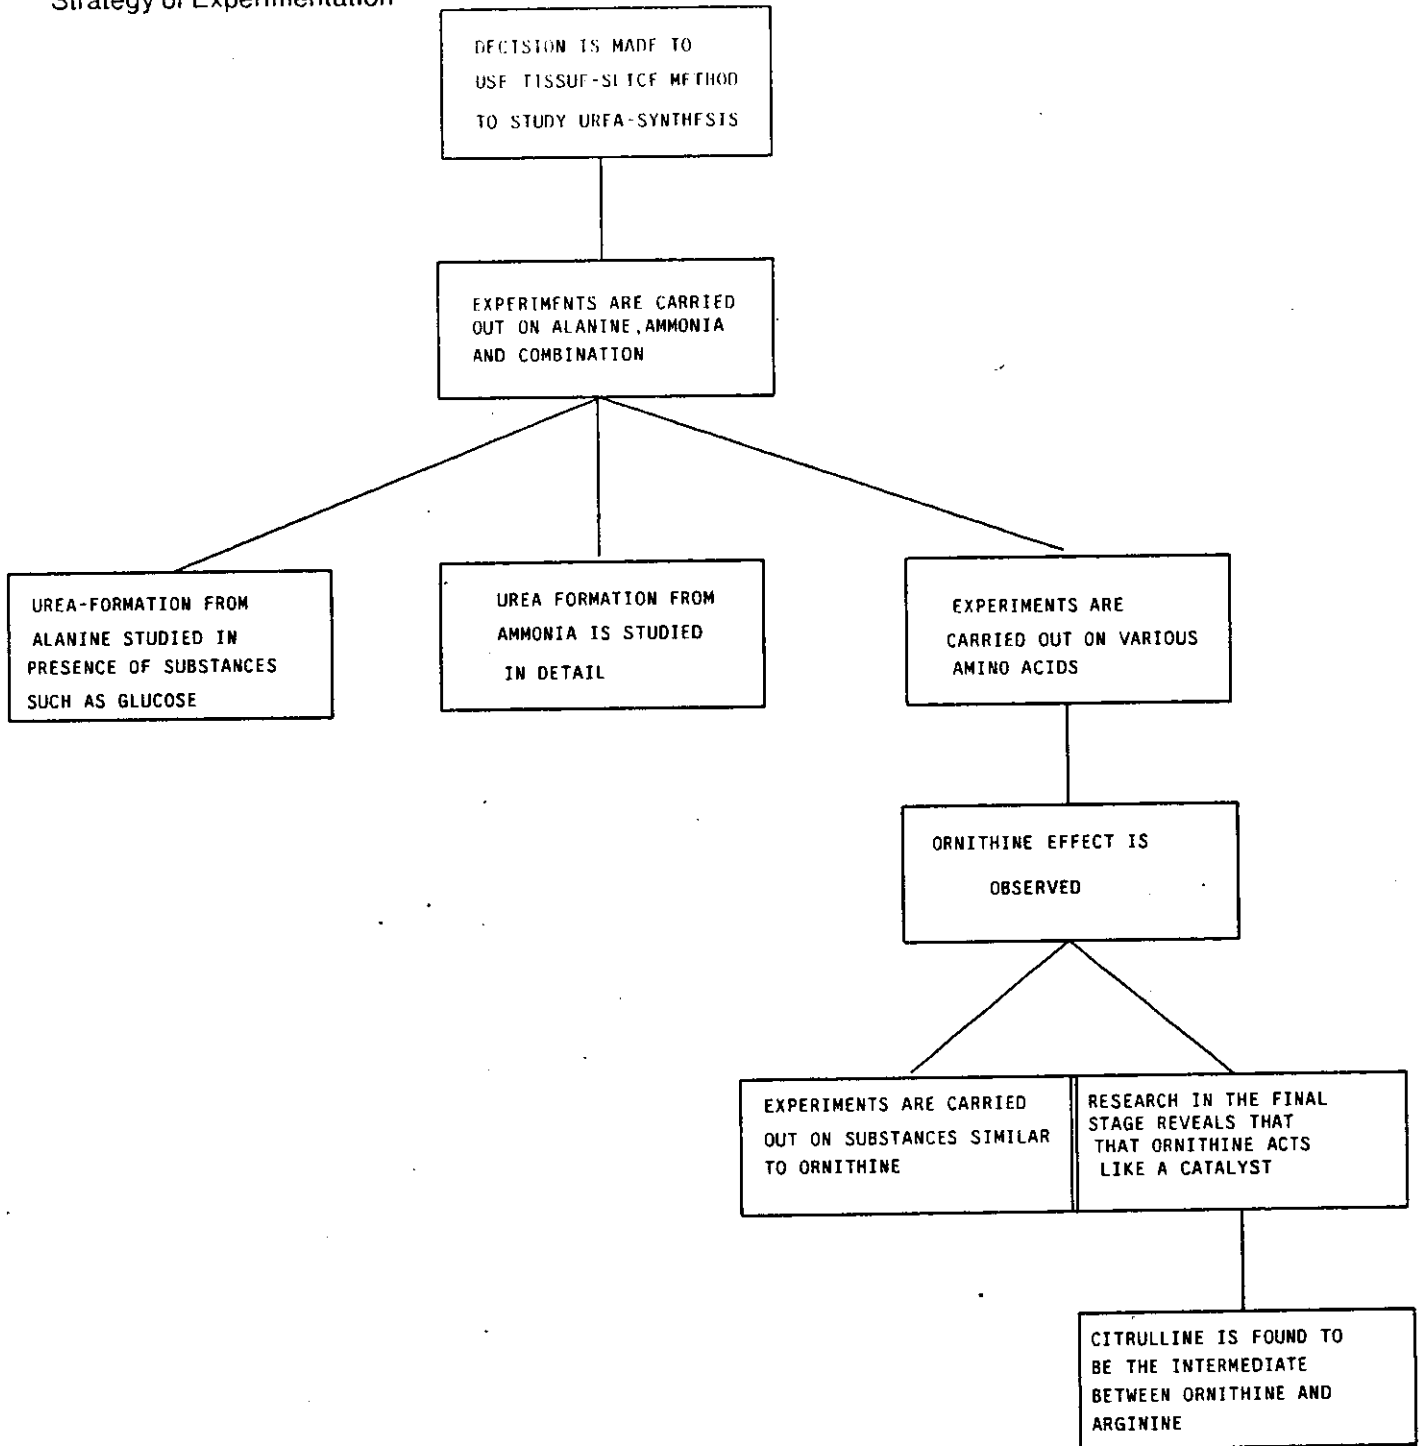 Strategy of Experimentation
DECISION IS MADE TO
USE TISSUE-SLICE METHOD
TO STUDY UREA-SYNTHESIS
EXPERIMENTS ARE CARRIED
OUT ON ALANINE, AMMONIA
AND COMBINATION
UREA-FORMATION FROM
ALANINE STUDIED IN
PRESENCE OF SUBSTANCES
SUCH AS GLUCOSE
UREA FORMATION FROM
AMMONIA IS STUDIED
IN DETAIL
EXPERIMENTS ARE
CARRIED OUT ON VARIOUS
AMINO ACIDS
ORNITHINE EFFECT IS
OBSERVED
EXPERIMENTS ARE CARRIED
OUT ON SUBSTANCES SIMILAR
TO ORNITHINE
RESEARCH IN THE FINAL
STAGE REVEALS THAT
THAT ORNITHINE ACTS
LIKE A CATALYST
CITRULLINE IS FOUND TO
BE THE INTERMEDIATE
BETWEEN ORNITHINE AND
ARGININE